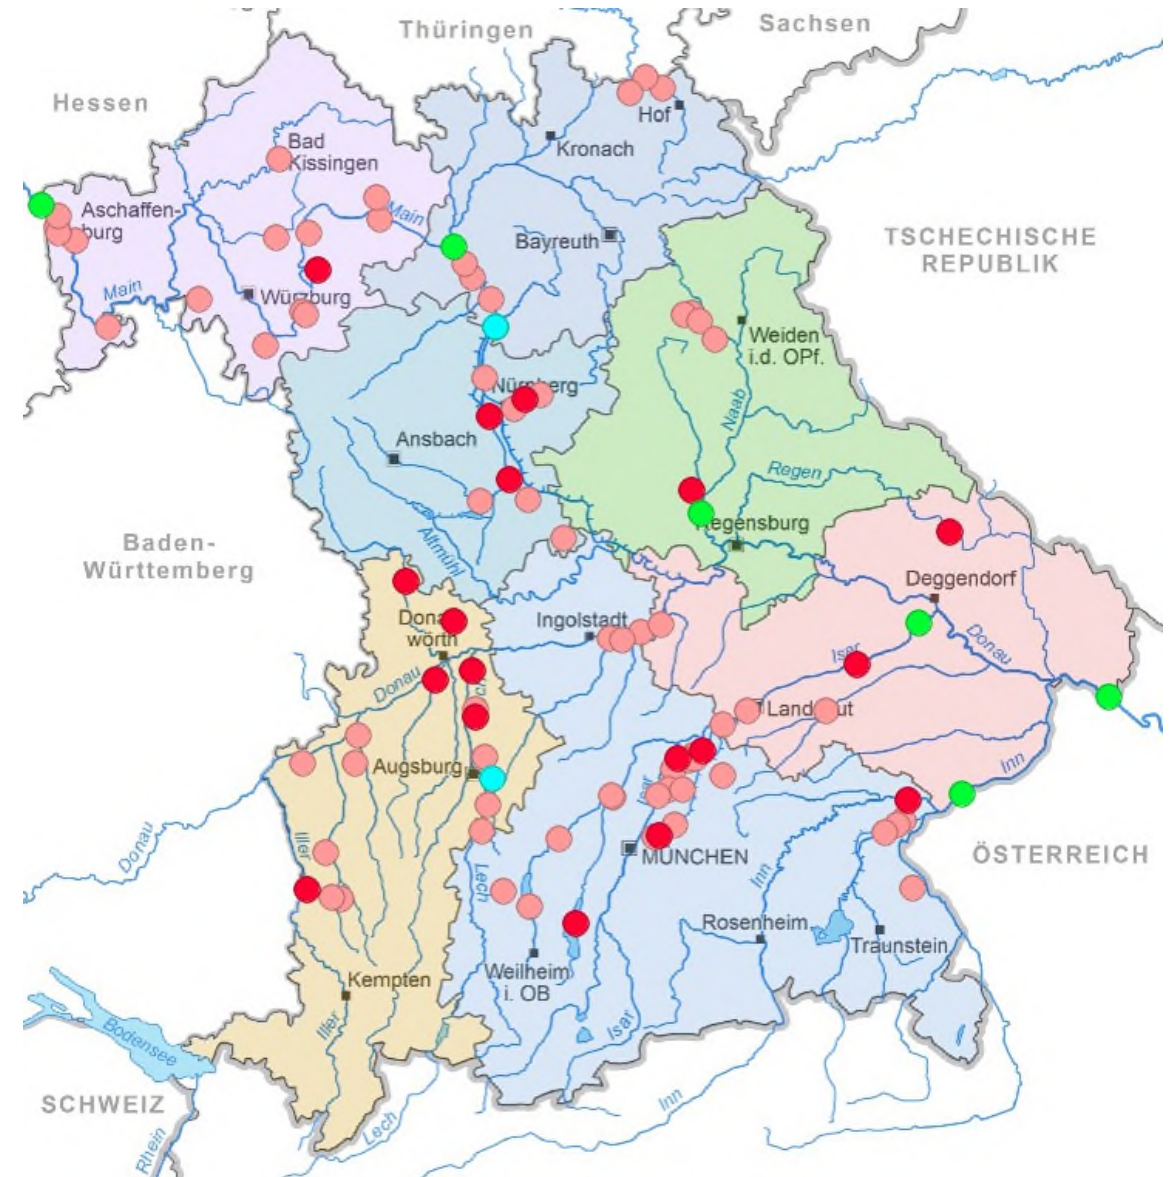 Thüringen
Sachsen
Hessen
Hof
Kronach
Bad
Kissingen
Aschaffen-
burg
Main
Bayreuth
TSCHECHISCHE
REPUBLIK
Main
Würzburg
Weiden
i.d. OPf.
Nürnberg
Naab
Ansbach
Regen
Regensburg
Altmühl
Baden-
Württemberg
Deggendorf
Donau
wörth
Ingolstadt
Isar
Donau
Donau
Landshut
Augsburg
Isar
Inn
Donau
Iller
MÜNCHEN
ÖSTERREICH
Lech
Inn
Rosenheim
Traunstein
Weilheim
i. OB
Kempten
Iller
Isar
Bodensee
SCHWEIZ
Inn
Lech
Rhein